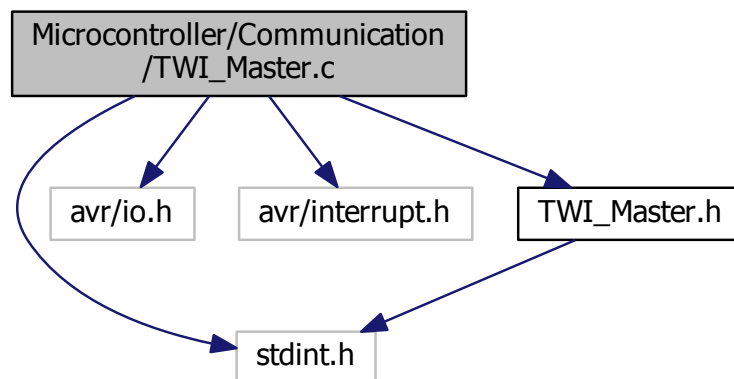 Microcontroller/Communication
/TWI_Master.c
avr/io.h
avr/interrupt.h
TWI_Master.h
stdint.h